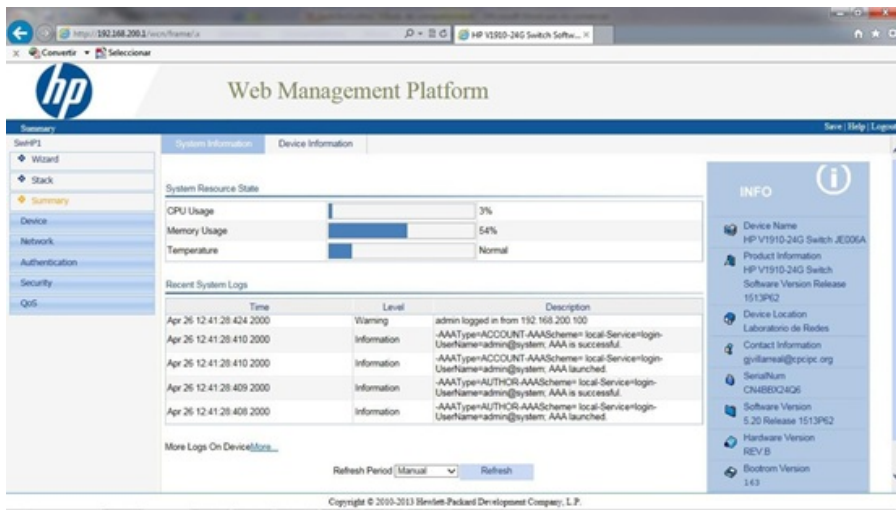 http://192.168.200.1/wcn/frame/.x
HP V1910-24G Switch Softw...
x Convertir Seleccionar
hp
Web Management Platform
Summary
Save | Help | Logout
SwHP1
System Information
Device Information
Wizard
Stack
Summary
Device
Network
Authentication
Security
QoS
System Resource State
CPU Usage 3%
Memory Usage 54%
Temperature Normal
Recent System Logs
Time Level Description
Apr 26 12:41:28:424 2000 Warning admin logged in from 192.168.200.100
Apr 26 12:41:28:410 2000 Information -AAAType=ACCOUNT-AAAScheme= local-Service=login-
UserName=admin@system; AAA is successful.
Apr 26 12:41:28:410 2000 Information -AAAType=ACCOUNT-AAAScheme= local-Service=login-
UserName=admin@system; AAA launched.
Apr 26 12:41:28:409 2000 Information -AAAType=AUTHOR-AAAScheme= local-Service=login-
UserName=admin@system; AAA is successful.
Apr 26 12:41:28:408 2000 Information -AAAType=AUTHOR-AAAScheme= local-Service=login-
UserName=admin@system; AAA launched.
More Logs On DeviceMore...
Refresh Period Manual Refresh
INFO
Device Name
HP V1910-24G Switch JE006A
Product Information
HP V1910-24G Switch
Software Version Release
1513P62
Device Location
Laboratorio de Redes
Contact Information
gjvillarreal@cpcipc.org
SerialNum
CN4BBX24Q6
Software Version
5.20 Release 1513P62
Hardware Version
REV.B
Bootrom Version
163
Copyright © 2010-2013 Hewlett-Packard Development Company, L.P.